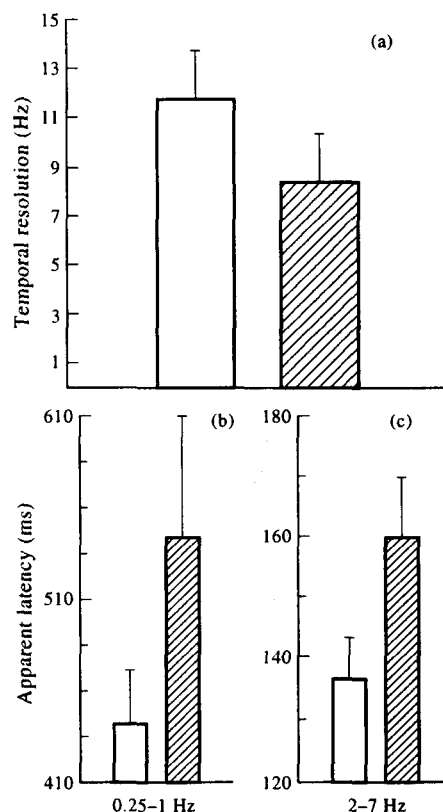 (a)
Temporal resolution (Hz)
15
13
11
9
7
5
3
1
(b)
(c)
Apparent latency (ms)
610
510
410
180
160
140
120
0.25–1 Hz
2–7 Hz